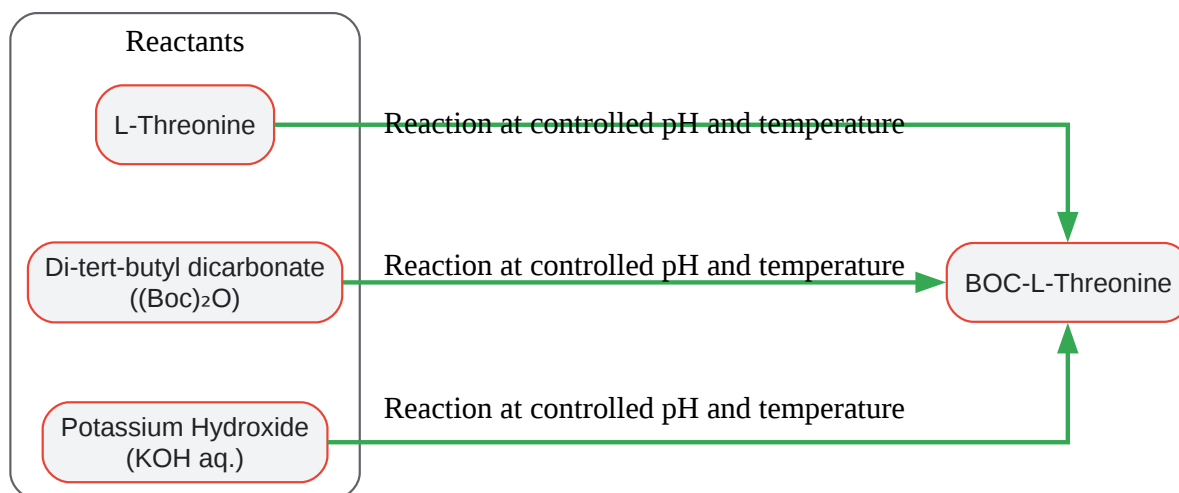 Reactants
L-Threonine
Reaction at controlled pH and temperature
Di-tert-butyl dicarbonate
((Boc)₂O)
Reaction at controlled pH and temperature
BOC-L-Threonine
Potassium Hydroxide
(KOH aq.)
Reaction at controlled pH and temperature